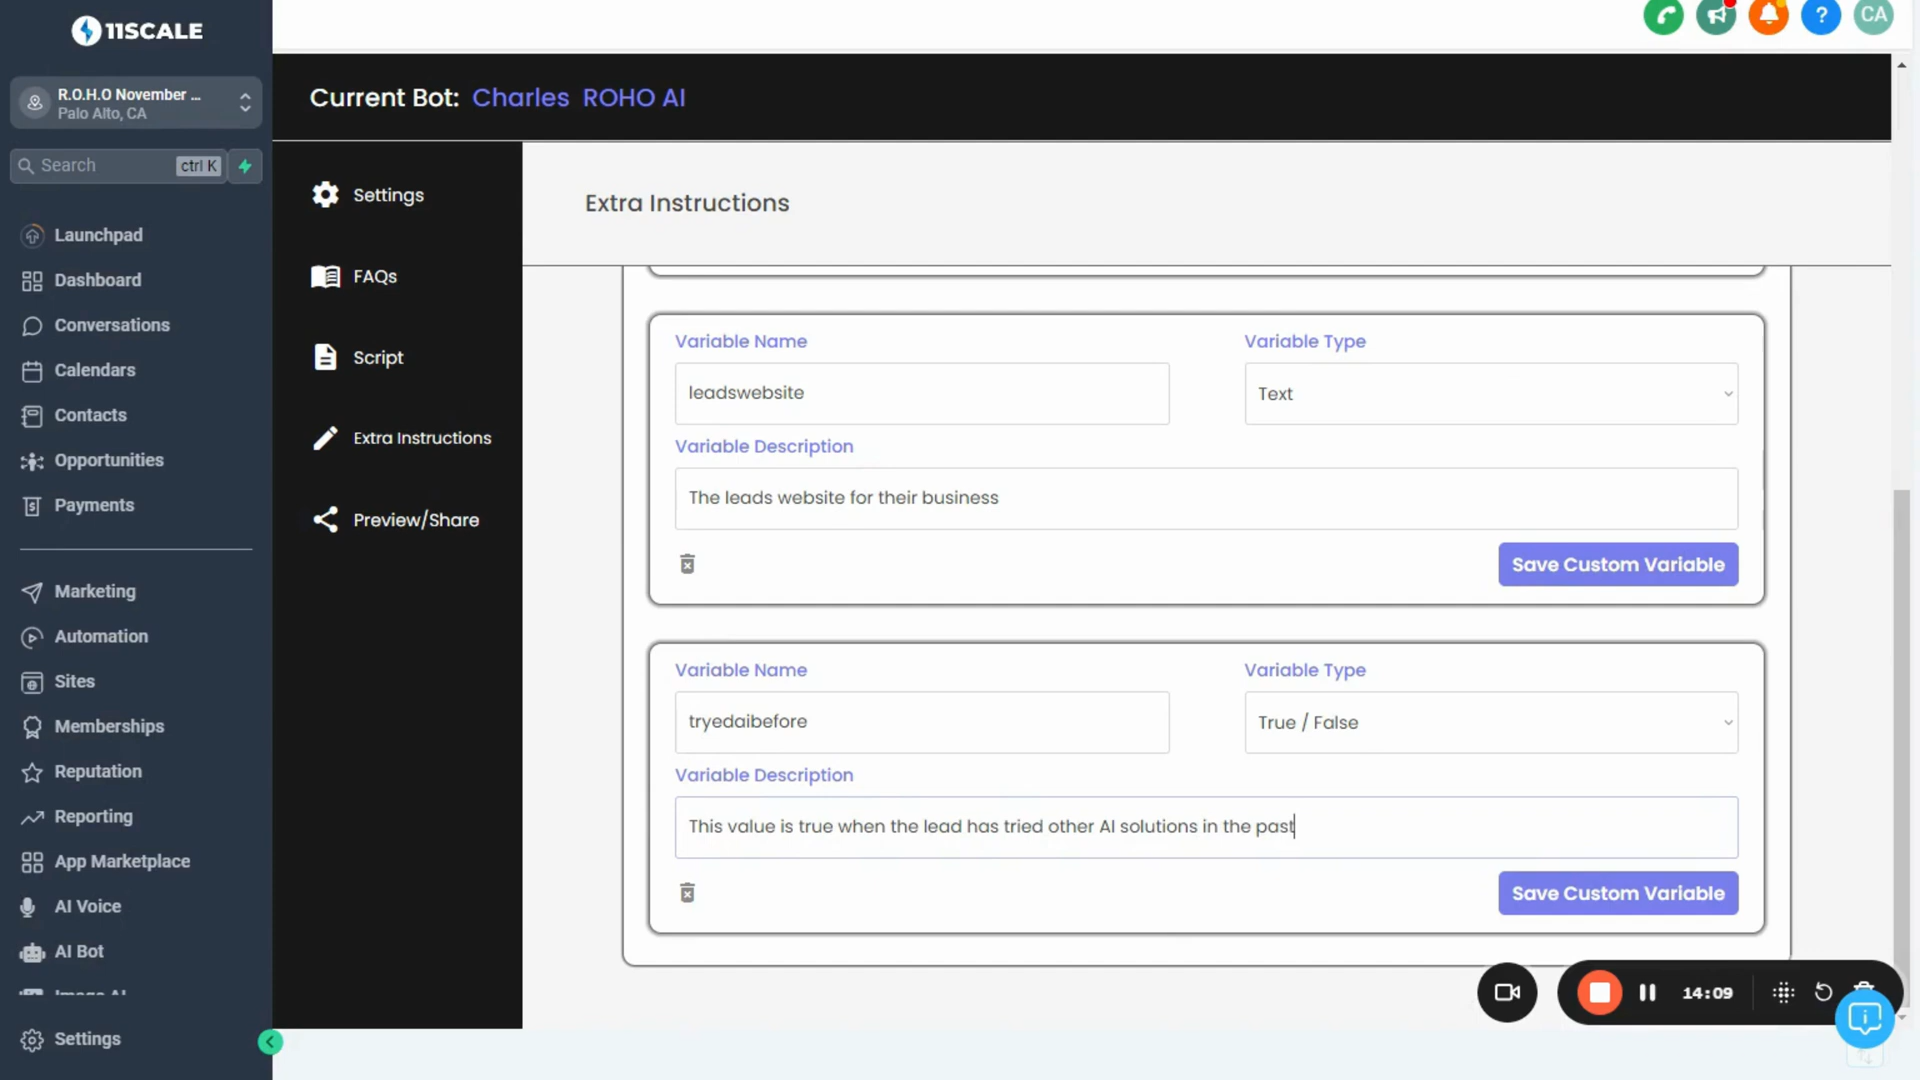 11SCALE
R.O.H.O November ...
Palo Alto, CA
Search
ctrl K
Launchpad
Dashboard
Conversations
Calendars
Contacts
Opportunities
Payments
Marketing
Automation
Sites
Memberships
Reputation
Reporting
App Marketplace
AI Voice
AI Bot
Image AI
Settings
CA
Current Bot: Charles ROHO AI
Settings
FAQs
Script
Extra Instructions
Preview/Share
Extra Instructions
Variable Name
Variable Type
leadswebsite
Text
Variable Description
The leads website for their business
Save Custom Variable
Variable Name
Variable Type
tryedaibefore
True / False
Variable Description
This value is true when the lead has tried other AI solutions in the past
Save Custom Variable
14:09